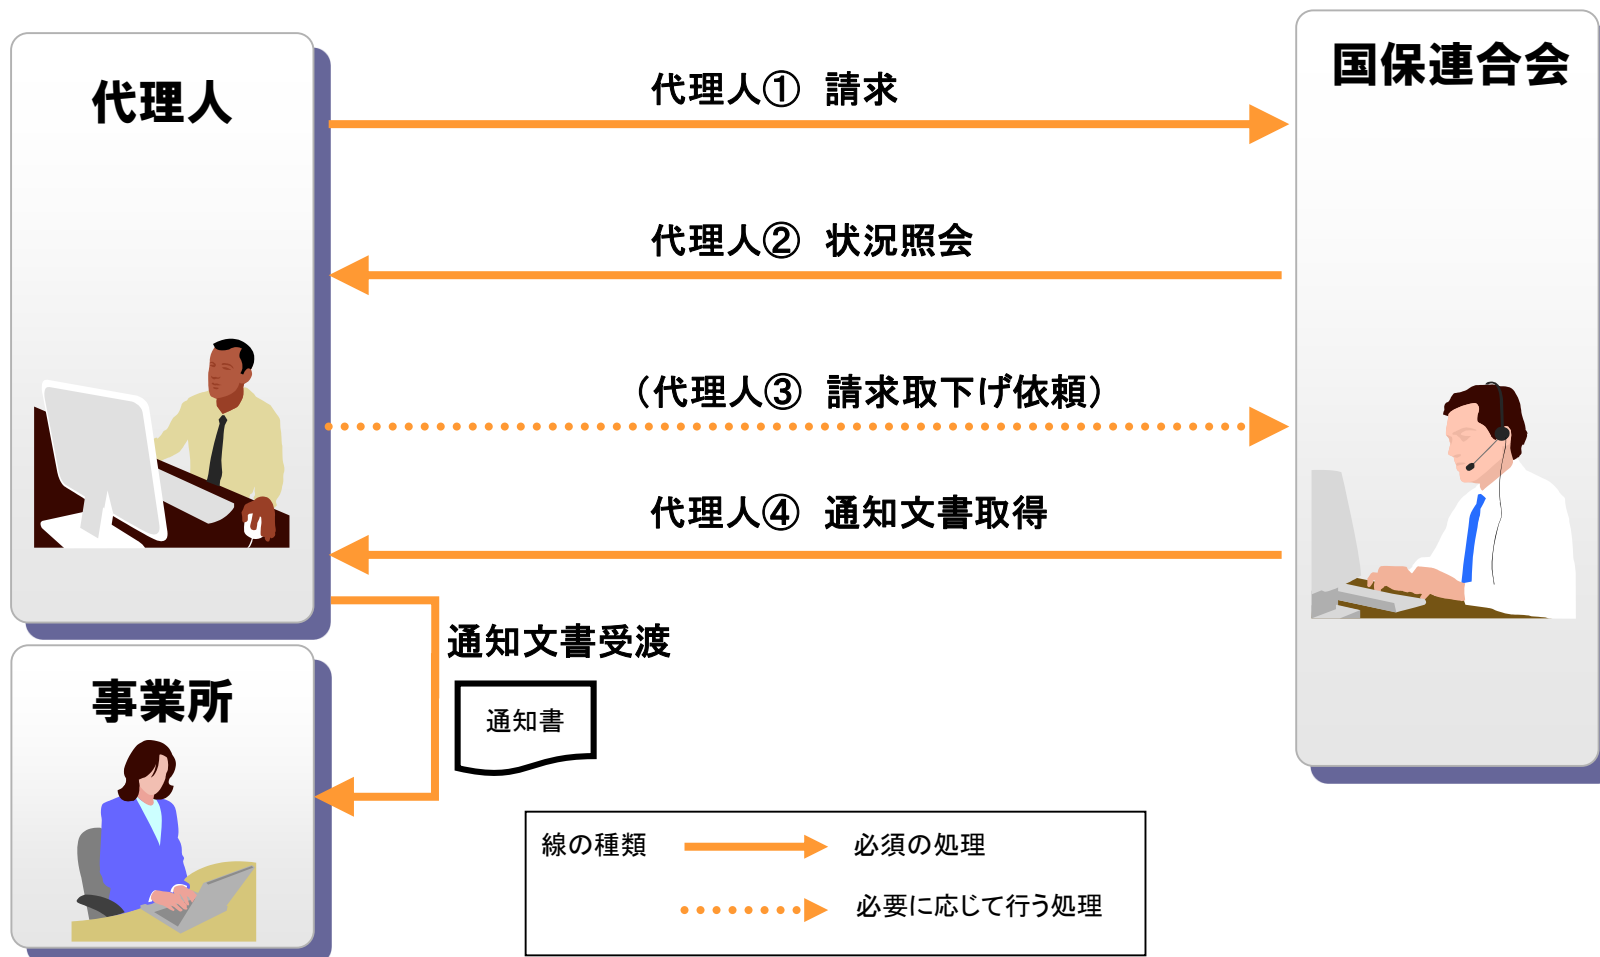 代理人
国保連合会
代理人① 請求
代理人② 状況照会
（代理人③ 請求取下げ依頼）
代理人④ 通知文書取得
通知文書受渡
事業所
通知書
線の種類
必須の処理
必要に応じて行う処理